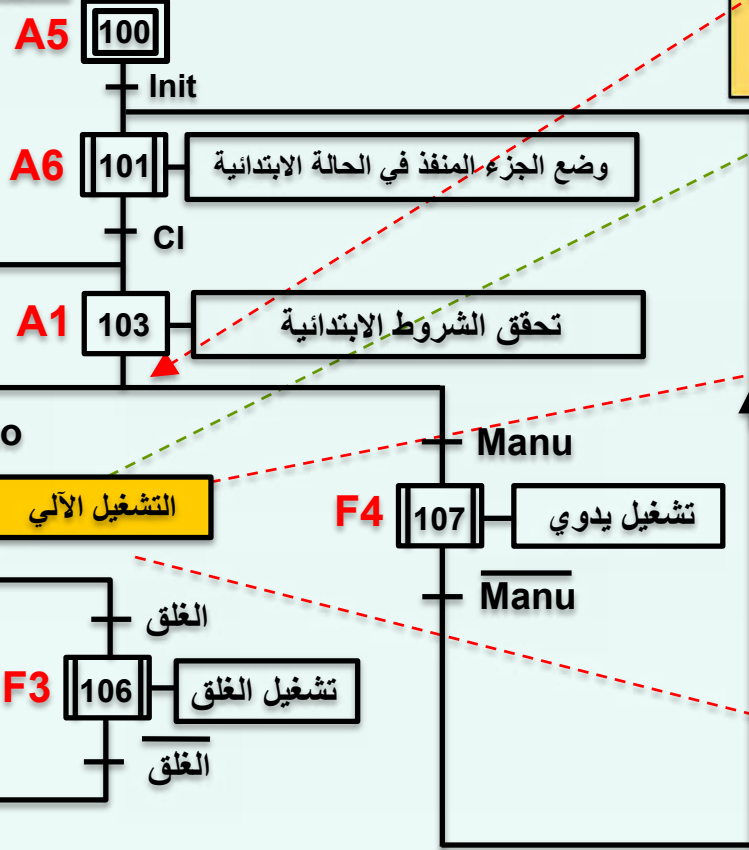 A5 100
Init
A6 101 وضع الجزء المنفذ في الحالة الابتدائية
CI
A1 103 تحقق الشروط الابتدائية
o
Manu
التشغيل الآلي
F4 107 تشغيل يدوي
Manu
الغلق
F3 106 تشغيل الغلق
الغلق